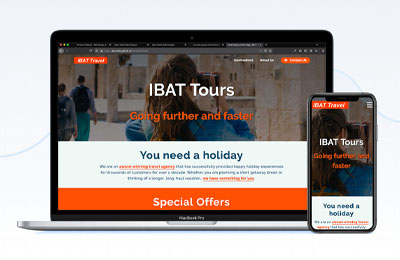 IBAT Travel
Destinations
About Us
Contact Us
IBAT Tours
Going further and faster
You need a holiday
We are an award-winning travel agency that has successfully provided happy holiday experiences
for thousands of customers for over a decade. Whether you are planning a short getaway break or
thinking of a longer, long-haul vacation, we have something for you.
Special Offers
MacBook Pro
IBAT Travel
IBAT Tours
Going further and
faster
You need a
holiday
We are an award-winning travel
agency that has successfully